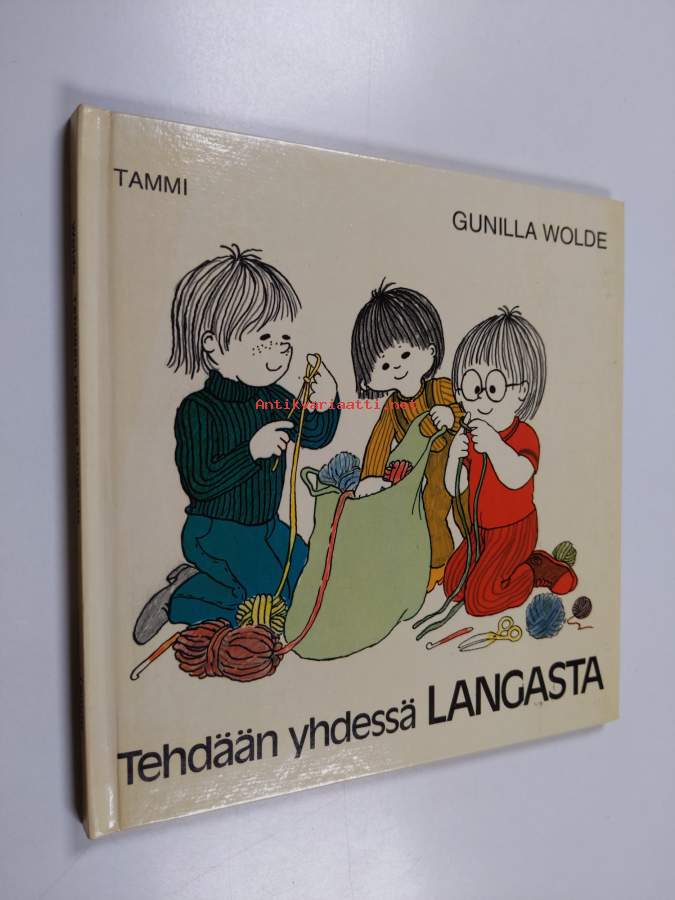 TAMMI
GUNILLA WOLDE
Antikvariaatti.net
Tehdään yhdessä LANGASTA